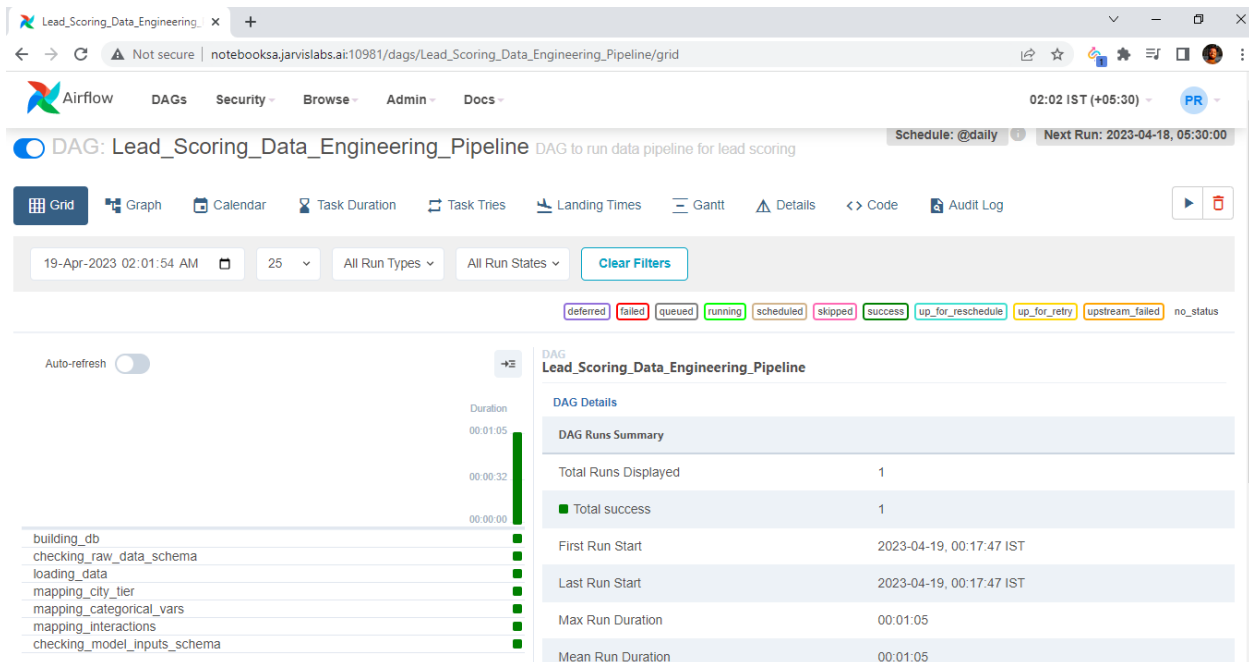 Lead_Scoring_Data_Engineering_
Not secure | notebooksa.jarvislabs.ai:10981/dags/Lead_Scoring_Data_Engineering_Pipeline/grid
1
Airflow DAGs Security Browse Admin Docs 02:02 IST (+05:30) PR
DAG: Lead_Scoring_Data_Engineering_Pipeline DAG to run data pipeline for lead scoring Schedule: @daily Next Run: 2023-04-18, 05:30:00
Grid Graph Calendar Task Duration Task Tries Landing Times Gantt Details <> Code Audit Log
19-Apr-2023 02:01:54 AM 25 All Run Types All Run States Clear Filters
deferred failed queued running scheduled skipped success up_for_reschedule up_for_retry upstream_failed no_status
Auto-refresh
Duration
00:01:05
00:00:32
00:00:00
building_db
checking_raw_data_schema
loading_data
mapping_city_tier
mapping_categorical_vars
mapping_interactions
checking_model_inputs_schema
DAG
Lead_Scoring_Data_Engineering_Pipeline
DAG Details
DAG Runs Summary
Total Runs Displayed 1
Total success 1
First Run Start 2023-04-19, 00:17:47 IST
Last Run Start 2023-04-19, 00:17:47 IST
Max Run Duration 00:01:05
Mean Run Duration 00:01:05